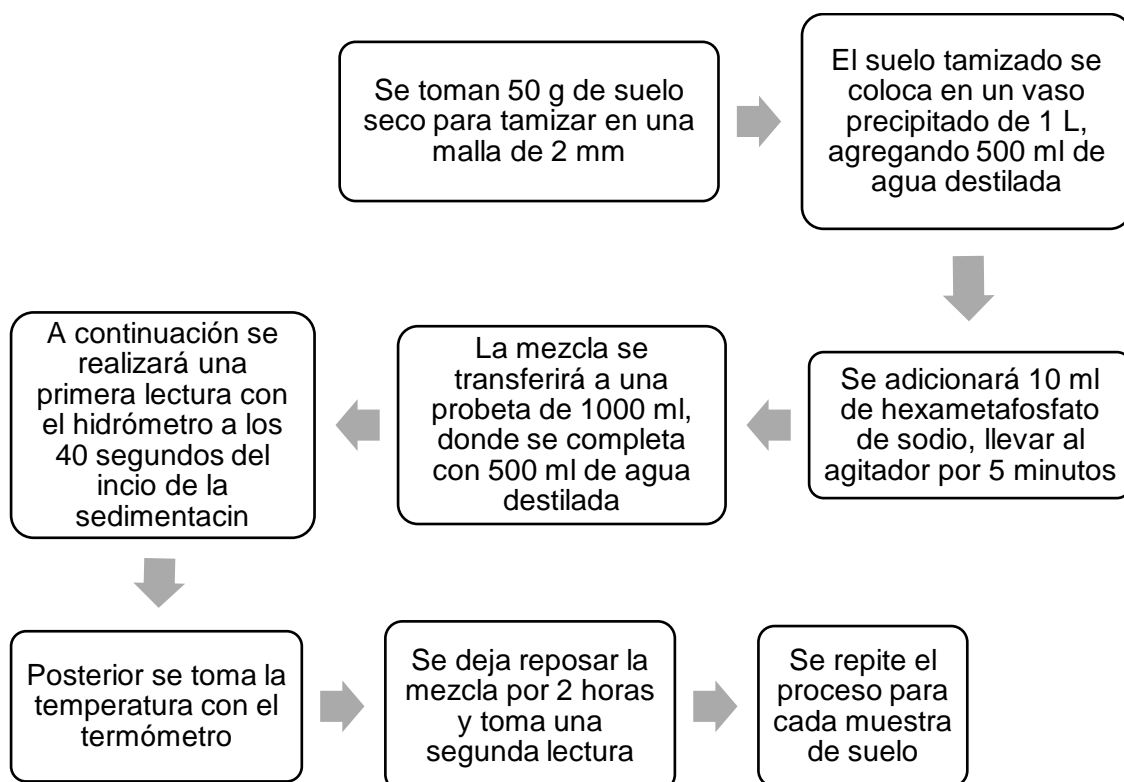 Se toman 50 g de suelo
seco para tamizar en una
malla de 2 mm
El suelo tamizado se
coloca en un vaso
precipitado de 1 L,
agregando 500 ml de
agua destilada
Se adicionará 10 ml
de hexametafosfato
de sodio, llevar al
agitador por 5 minutos
La mezcla se
transferirá a una
probeta de 1000 ml,
donde se completa
con 500 ml de agua
destilada
A continuación se
realizará una
primera lectura con
el hidrómetro a los
40 segundos del
incio de la
sedimentacin
Posterior se toma la
temperatura con el
termómetro
Se deja reposar la
mezcla por 2 horas
y toma una
segunda lectura
Se repite el
proceso para
cada muestra
de suelo